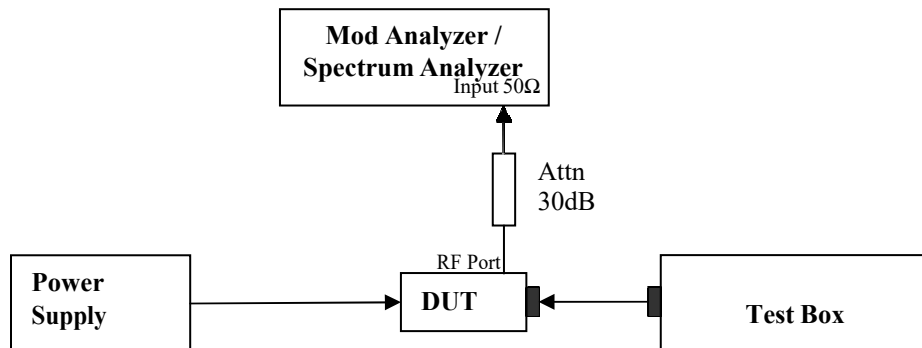 Mod Analyzer /
Spectrum Analyzer
Input 50Ω
Attn
30dB
RF Port
Power
Supply
DUT
Test Box